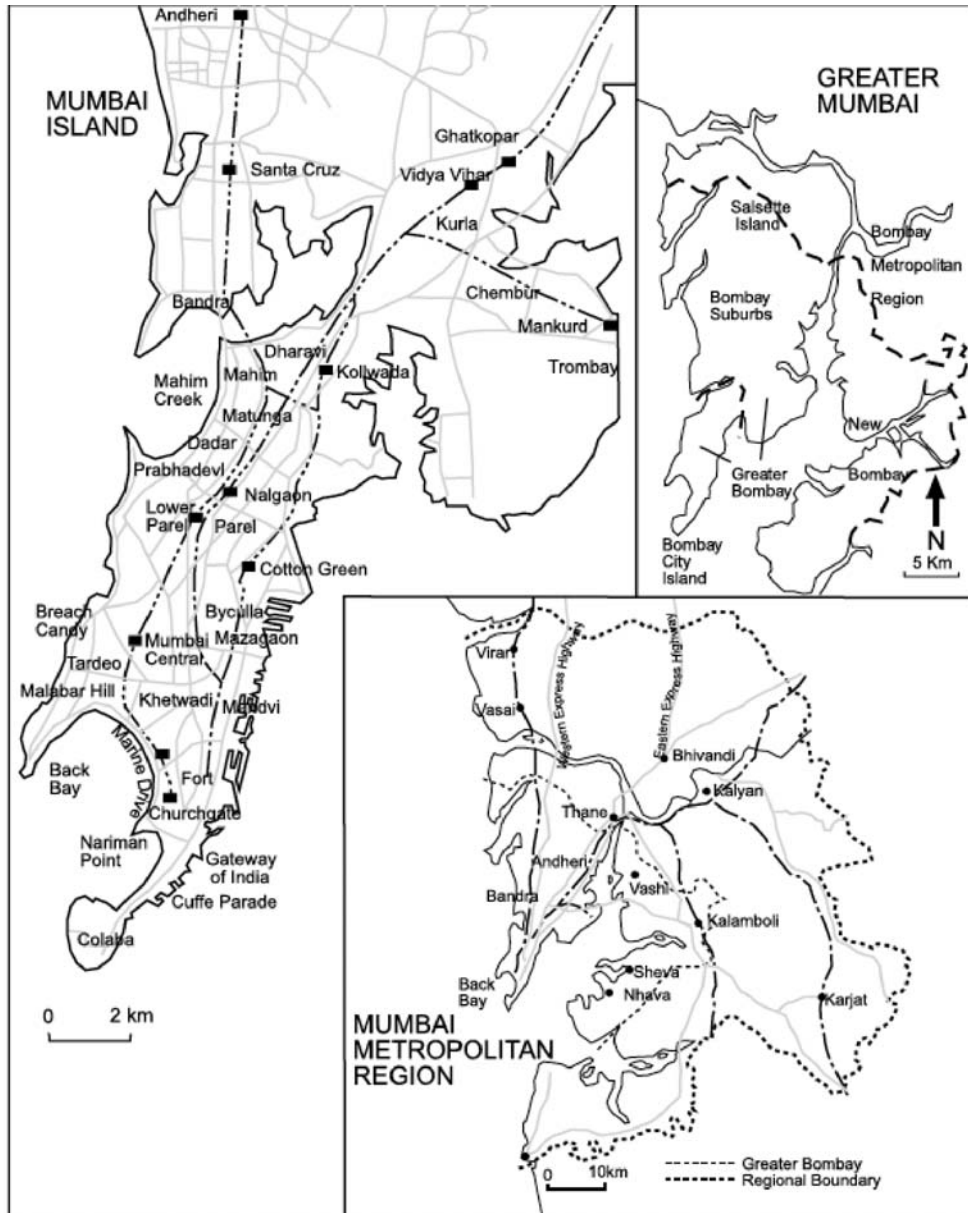 Andheri
MUMBAI
ISLAND
Santa Cruz
Ghatkopar
Vidya Vihar
Kurla
Chembur
Mankurd
Trombay
Bandra
Dharavi
Mahim
Kollwada
Mahim
Creek
Matunga
Dadar
Prabhadevl
Nalgaon
Lower
Parel
Parel
Cotton Green
Breach
Candy
Byculla
Mazagaon
Mumbai
Central
Tardeo
Malabar Hill
Khetwadi
Mandvi
Marine Drive
Back
Bay
Fort
Churchgate
Nariman
Point
Gateway
of India
Cuffe Parade
Colaba
0 2 km
GREATER
MUMBAI
Salsette
Island
Bombay
Metropolitan
Region
Bombay
Suburbs
New
Bombay
Greater
Bombay
Bombay
City
Island
N
5 Km
Virar
Vasai
Western Express Highway
Eastern Express Highway
Bhivandi
Kalyan
Thane
Andheri
Vashi
Bandra
Kalamboli
Sheva
Nhava
Back
Bay
Karjat
MUMBAI
METROPOLITAN
REGION
0 10km
Greater Bombay
Regional Boundary